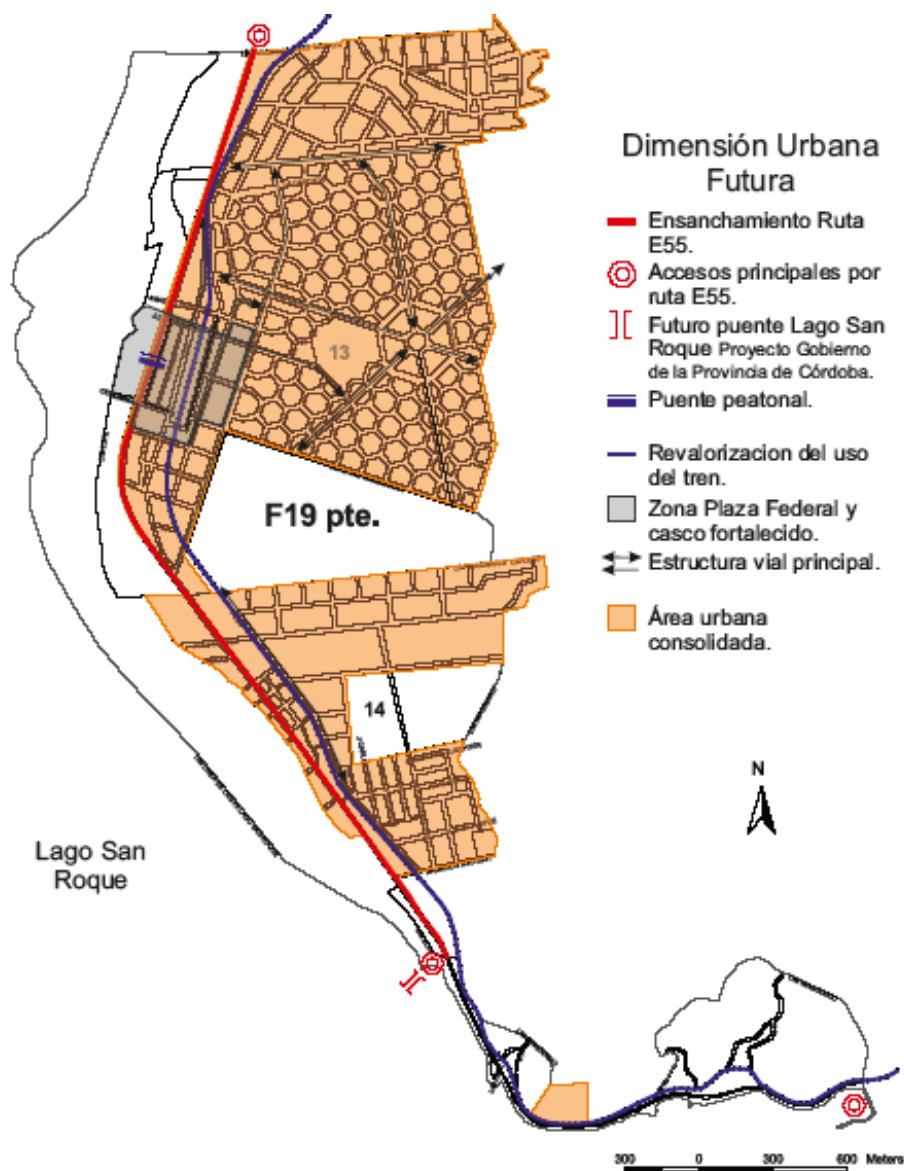 Dimensión Urbana
Futura
Ensanchamiento Ruta
E55.
Accesos principales por
ruta E55.
Futuro puente Lago San
Roque Proyecto Gobierno
de la Provincia de Córdoba.
Puente peatonal.
Revalorizacion del uso
del tren.
Zona Plaza Federal y
casco fortalecido.
Estructura vial principal.
Área urbana
consolidada.
13
F19 pte.
14
N
Lago San
Roque
300 0 300 600 Meters